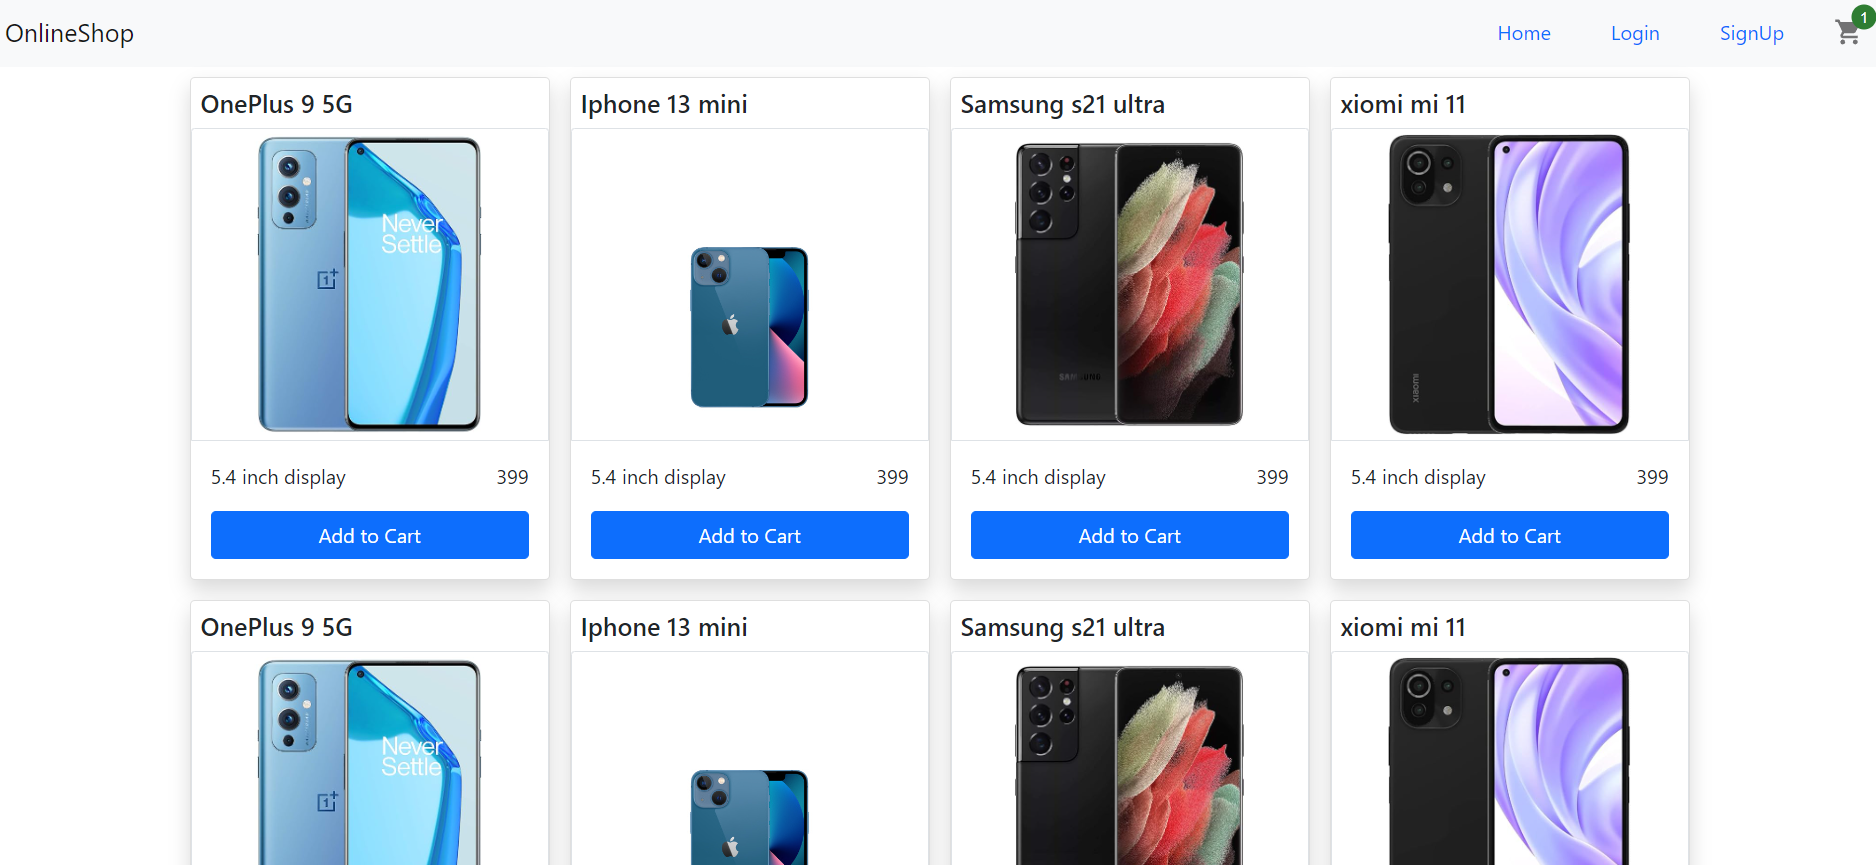 OnlineShop Home Login SignUp 1
OnePlus 9 5G Iphone 13 mini Samsung s21 ultra xiomi mi 11
Never
Settle
SAMSUNG
xiaomi
5.4 inch display 399 5.4 inch display 399 5.4 inch display 399 5.4 inch display 399
Add to Cart Add to Cart Add to Cart Add to Cart
OnePlus 9 5G Iphone 13 mini Samsung s21 ultra xiomi mi 11
Never
Settle